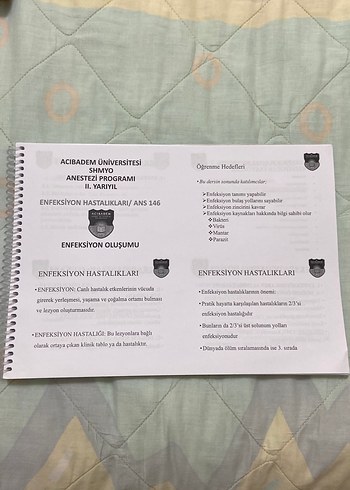 ACIBADEM ÜNİVERSİTESİ
SHMYO
ANESTEZİ PROGRAMI
II. YARIYIL
ENFEKSİYON HASTALIKLARI/ ANS 146
ACIBADEM
ENFEKSİYON OLUŞUMU
Öğrenme Hedefleri
• Bu dersin sonunda katılımcılar;
➢Enfeksiyon tanımı yapabilir
➢Enfeksiyon bulaş yollarını sayabilir
➢Enfeksiyon zincirini kavrar
➢Enfeksiyon kaynakları hakkında bilgi sahibi olur
❖Bakteri
❖Virüs
❖Mantar
❖Parazit
ENFEKSİYON HASTALIKLARI
• ENFEKSİYON: Canlı hastalık etkenlerinin vücuda
girerek yerleşmesi, yaşama ve çoğalma ortamı bulması
ve lezyon oluşturmasıdır.
• ENFEKSİYON HASTALIĞI: Bu lezyonlara bağlı
olarak ortaya çıkan klinik tablo ya da hastalıktır.
ENFEKSİYON HASTALIKLARI
• Enfeksiyon hastalıklarının önemi:
• Pratik hayatta karşılaşılan hastalıkların 2/3'si
enfeksiyon hastalığıdır
• Bunların da 2/3'si üst solunum yolları
enfeksiyonudur
• Dünyada ölüm sıralamasında ise 3. sırada